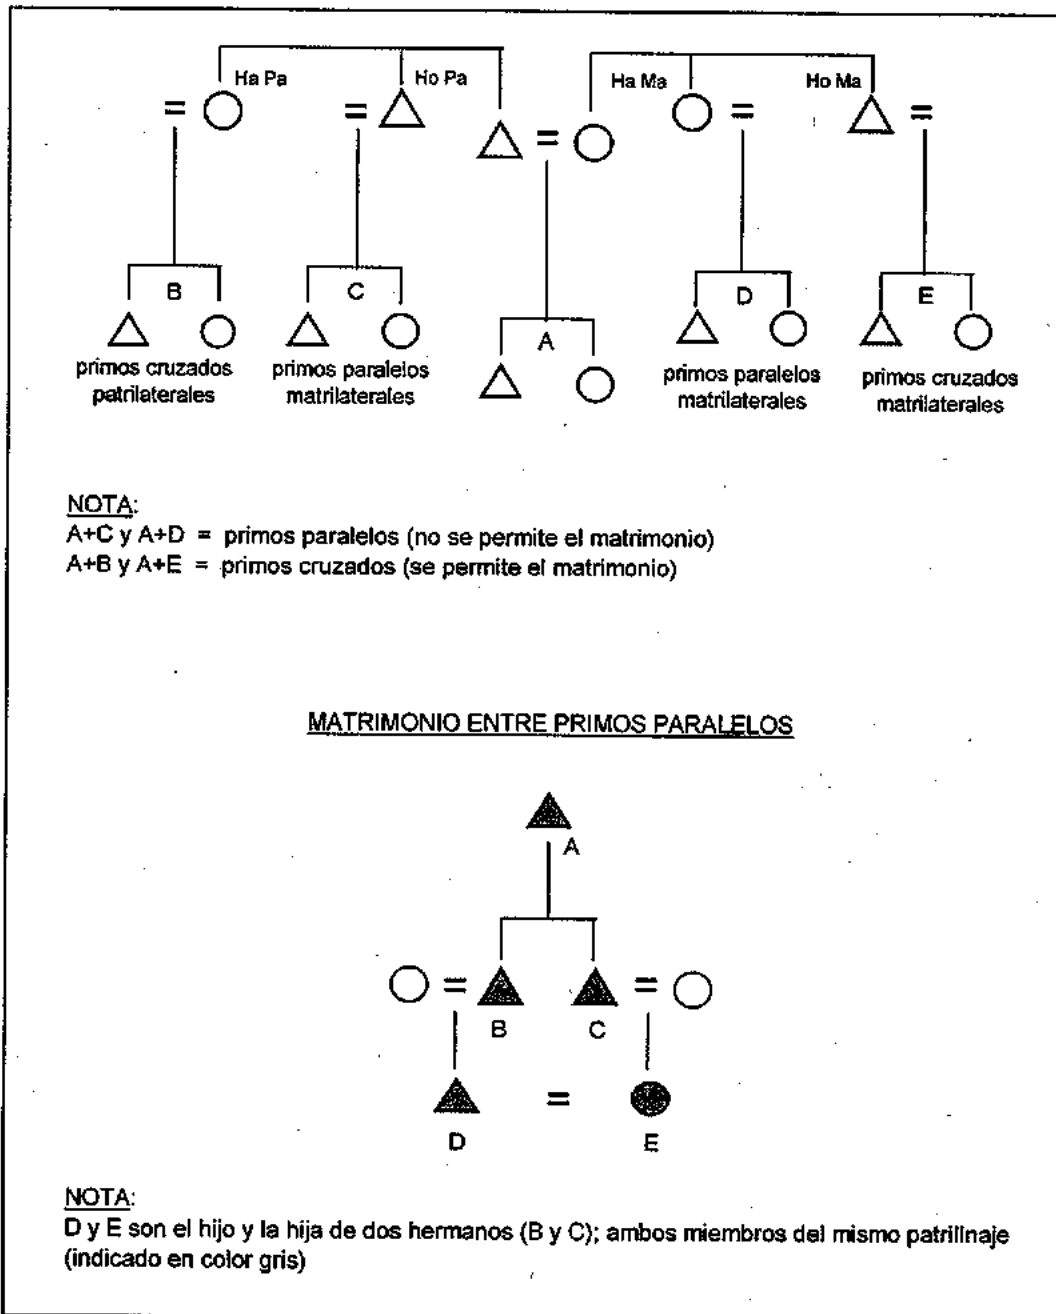 Ha Pa
Ho Pa
Ha Ma
Ho Ma
= = = = =
B
C
A
D
E
primos cruzados
patrilaterales
primos paralelos
matrilaterales
primos paralelos
matrilaterales
primos cruzados
matrilaterales
NOTA:
A+C y A+D = primos paralelos (no se permite el matrimonio)
A+B y A+E = primos cruzados (se permite el matrimonio)
MATRIMONIO ENTRE PRIMOS PARALELOS
A
= =
B
C
=
D
E
NOTA:
D y E son el hijo y la hija de dos hermanos (B y C); ambos miembros del mismo patrilinaje
(indicado en color gris)